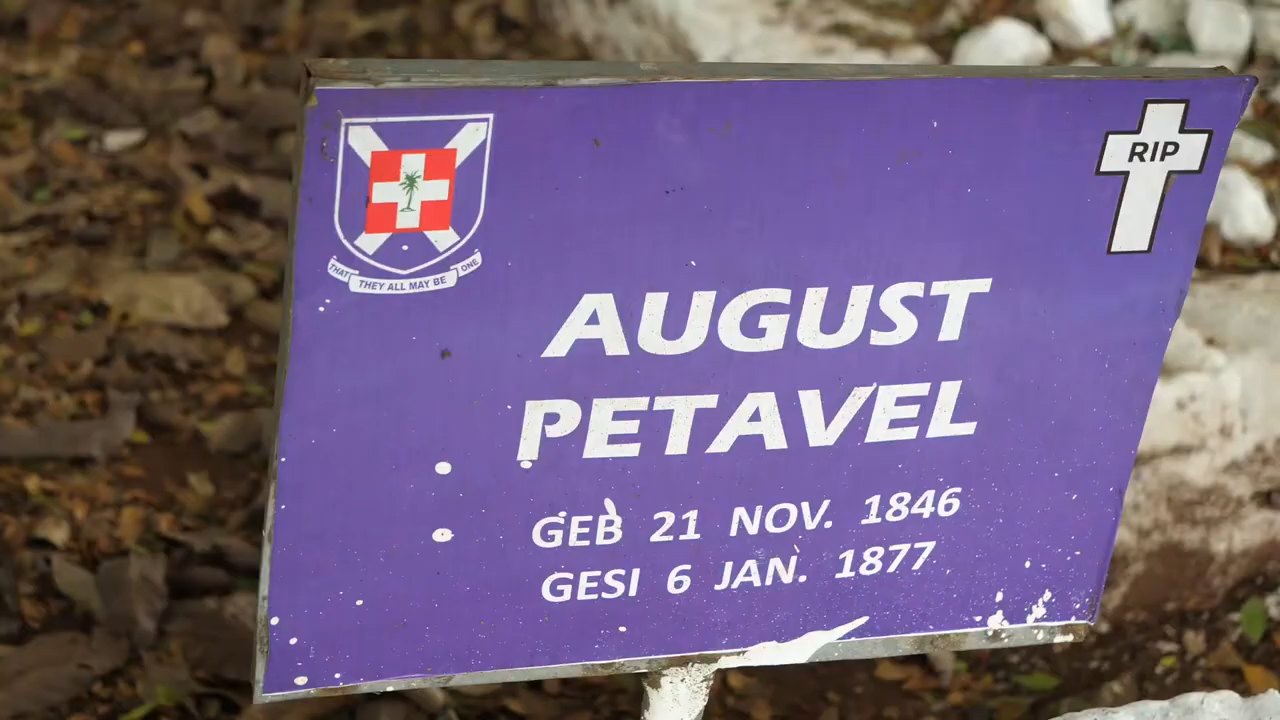 RIP
THAT THEY ALL MAY BE ONE
AUGUST
PETAVEL
GEB 21 NOV. 1846
GESI 6 JAN. 1877